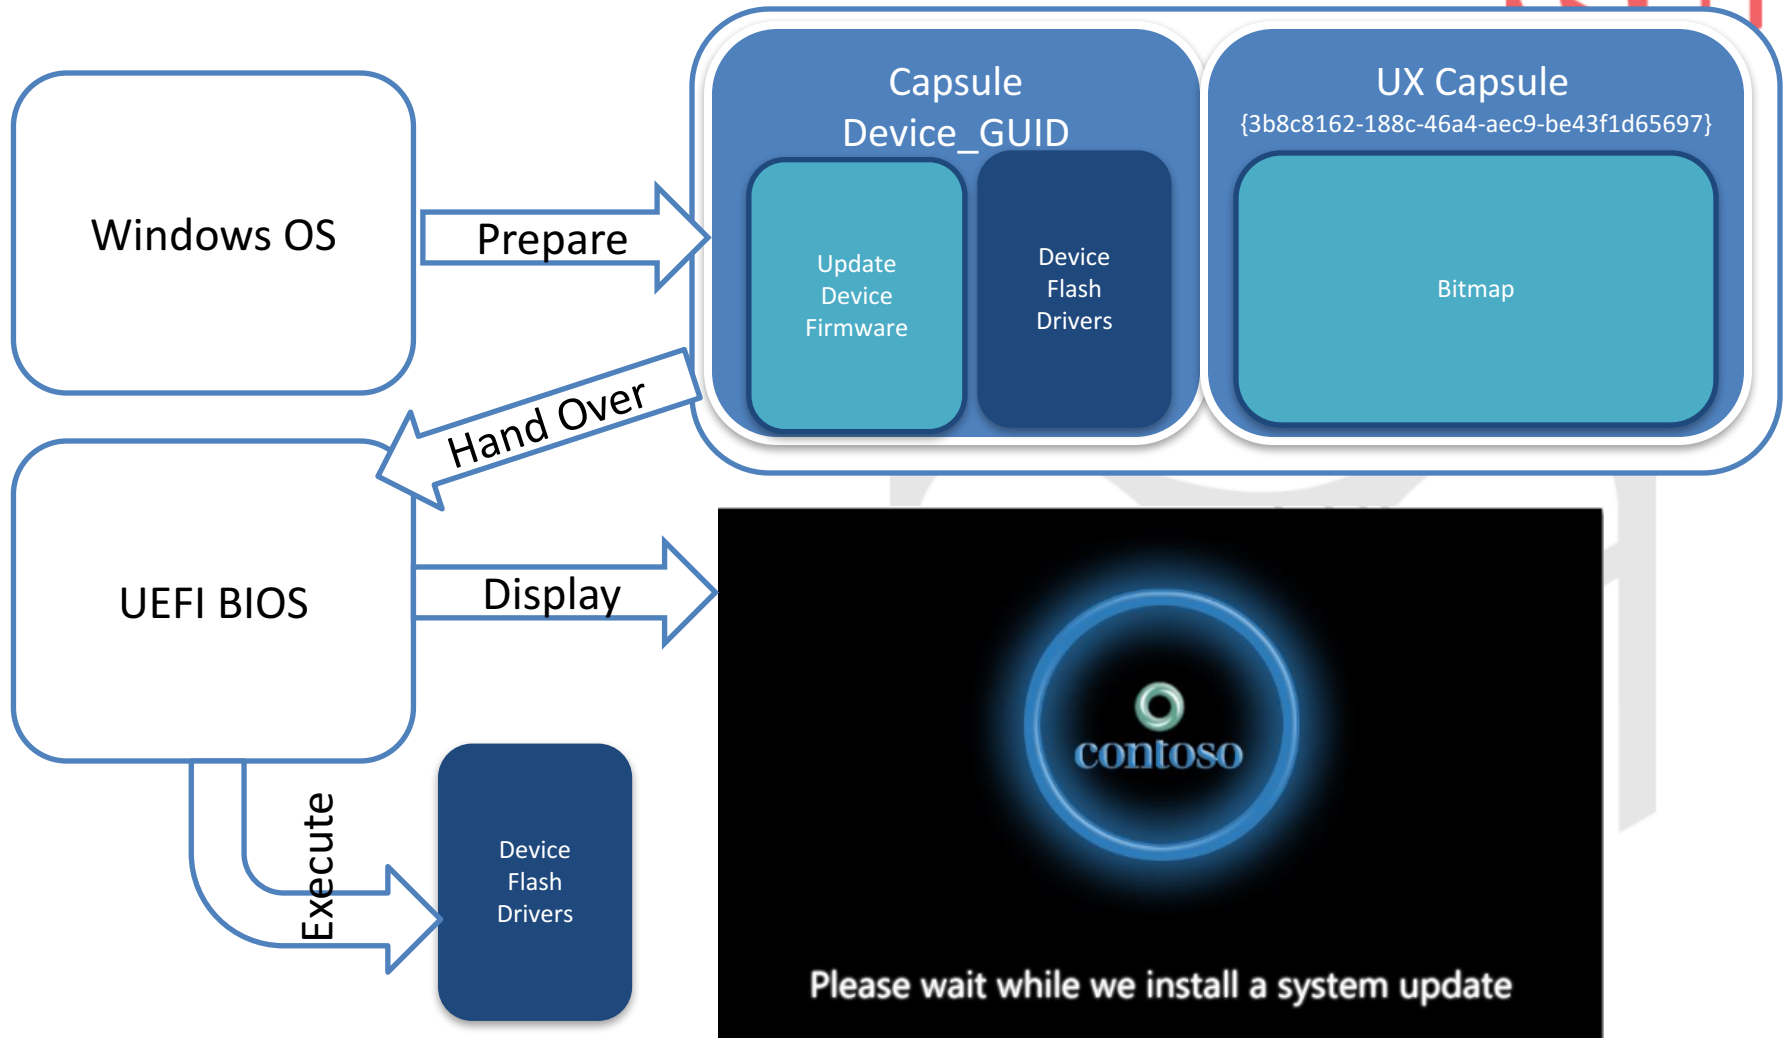 Windows OS
Prepare
Capsule
Device_GUID
Update
Device
Firmware
Device
Flash
Drivers
UX Capsule
{3b8c8162-188c-46a4-aec9-be43f1d65697}
Bitmap
Hand Over
UEFI BIOS
Display
contoso
Please wait while we install a system update
Execute
Device
Flash
Drivers